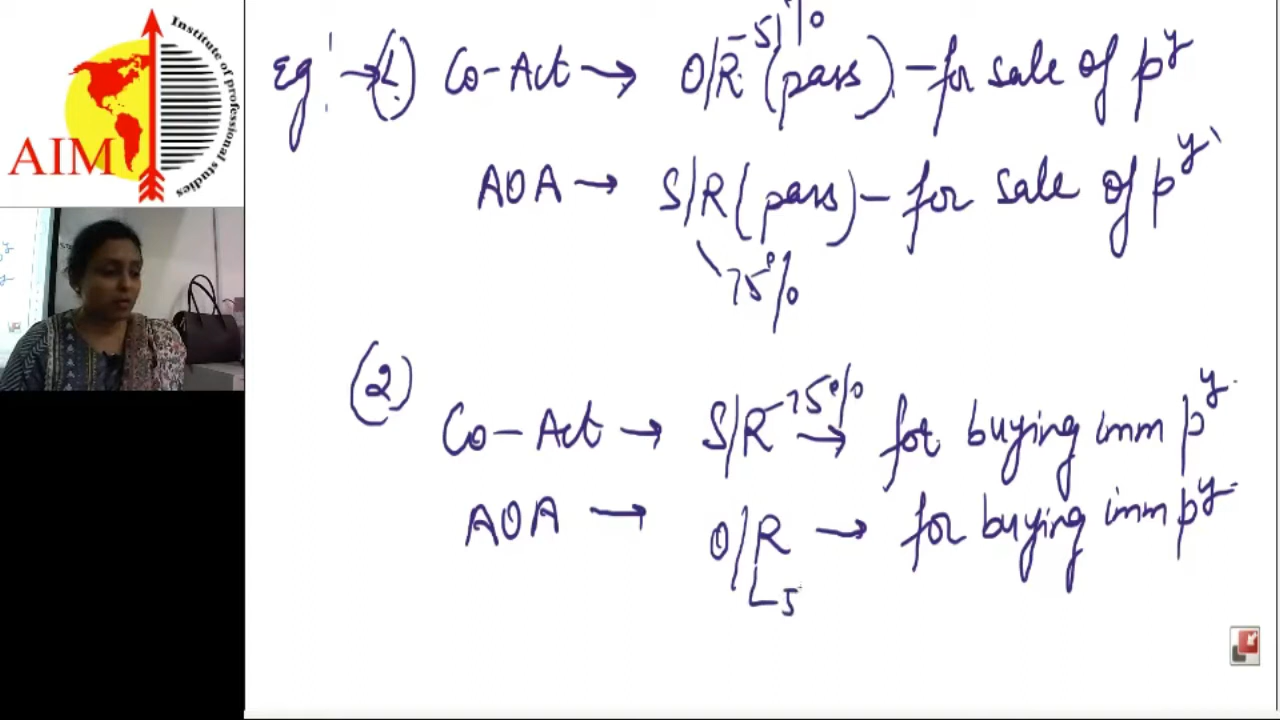 AIM
Institute of professional studies
Eg: → (1.) Co-Act → O/R - 51% (pass). - for sale of p^y
AOA → S/R (pass) - for sale of p^y
75%
(2)
Co-Act → S/R - 75% → for buying imm p^y.
AOA → O/R → for buying imm p^y.
5